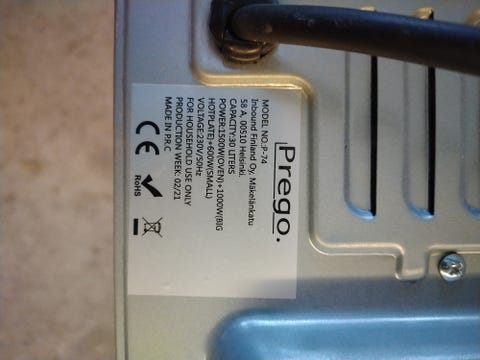 Prego.
MODEL NO.:P-74
Inbound Finland Oy, Mäkelänkatu
58 A, 00510 Helsinki.
CAPACITY:30 LITERS
POWER:1500W(OVEN)+1000W(BIG
HOTPLATE)+600W(SMALL)
VOLTAGE:230V/50Hz
FOR HOUSEHOLD USE ONLY
PRODUCTION WEEK: 02/21
MADE IN P.R.C
CE
RoHS